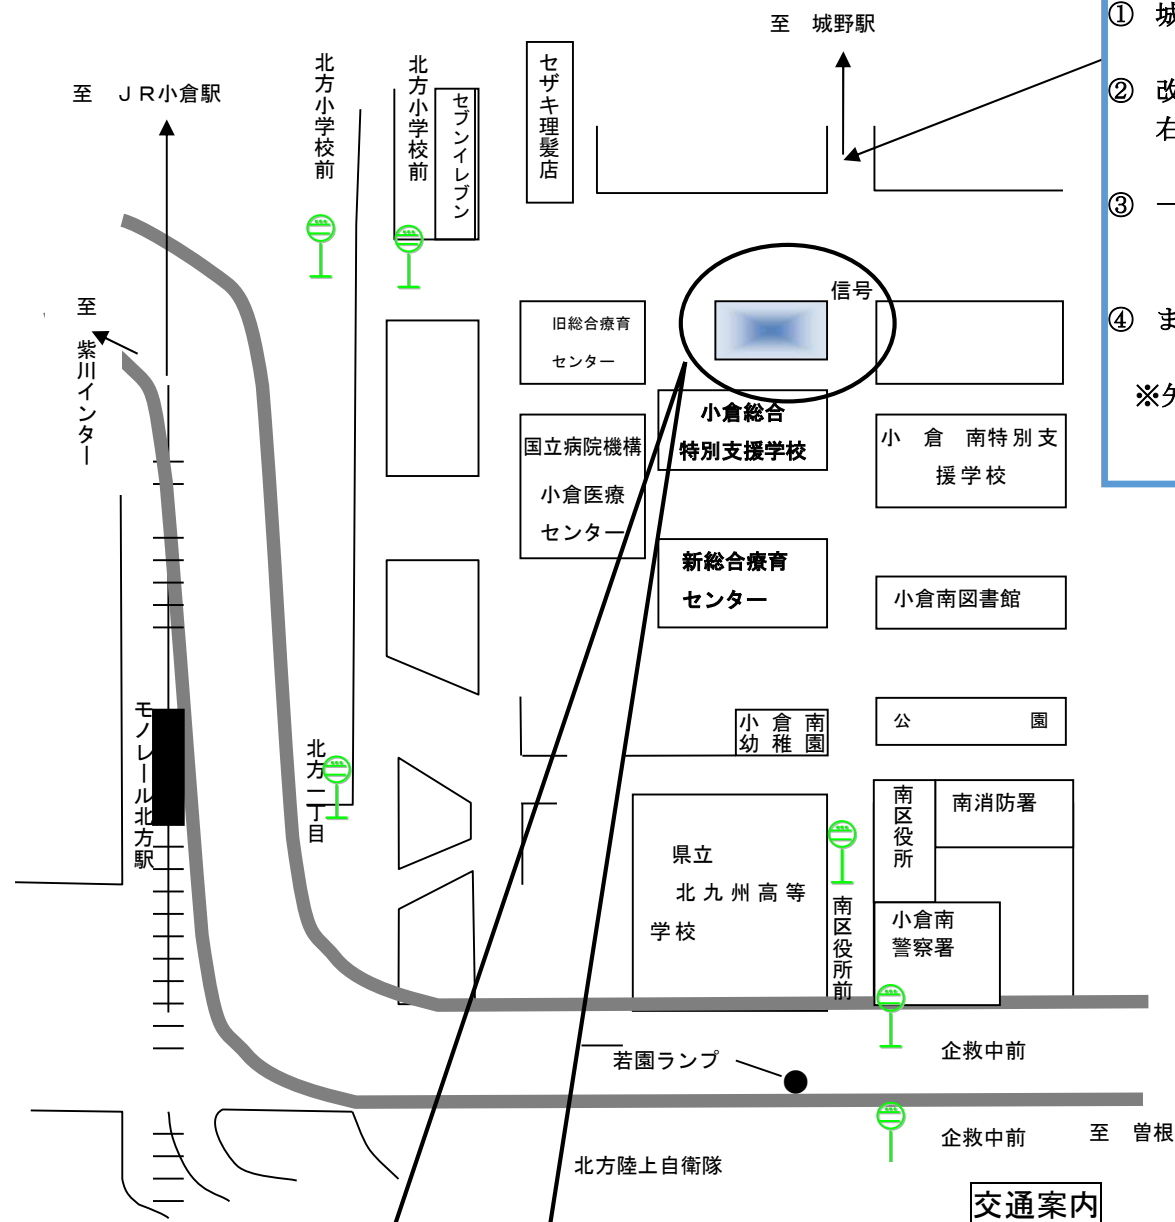 至　城野駅
① 城
② 改
右
③ 一
④ ま
至　ＪＲ小倉駅
北方小学校前
北方小学校前
セブンイレブン
セザキ理髪店
至
紫川インター
旧総合療育
センター
信号
小倉総合
特別支援学校
国立病院機構
小倉医療
センター
小　倉　南特別支
援学校
新総合療育
センター
小倉南図書館
モノレール北方駅
北方一丁目
小倉南
幼稚園
公　園
南区役所
南消防署
県立
北九州高等
学校
南区役所前
小倉南
警察署
企救中前
若園ランプ
企救中前
至　曽根
北方陸上自衛隊
交通案内